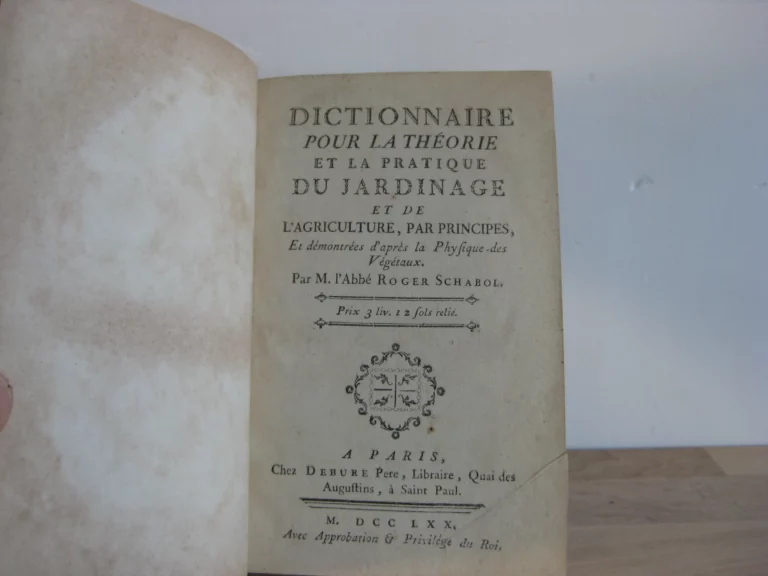 DICTIONNAIRE
POUR LA THÉORIE
ET LA PRATIQUE
DU JARDINAGE
ET DE
L'AGRICULTURE, PAR PRINCIPES,
Et démontrées d'après la Phyſique des
Végétaux.
Par M. l'Abbé ROGER SCHABOL.
Prix 3 liv. 12 ſols relié.
A PARIS,
Chez DEBURE Pere, Libraire, Quai des
Auguſtins, à Saint Paul.
M. DCC LXX,
Avec Approbation & Privilége du Roi.